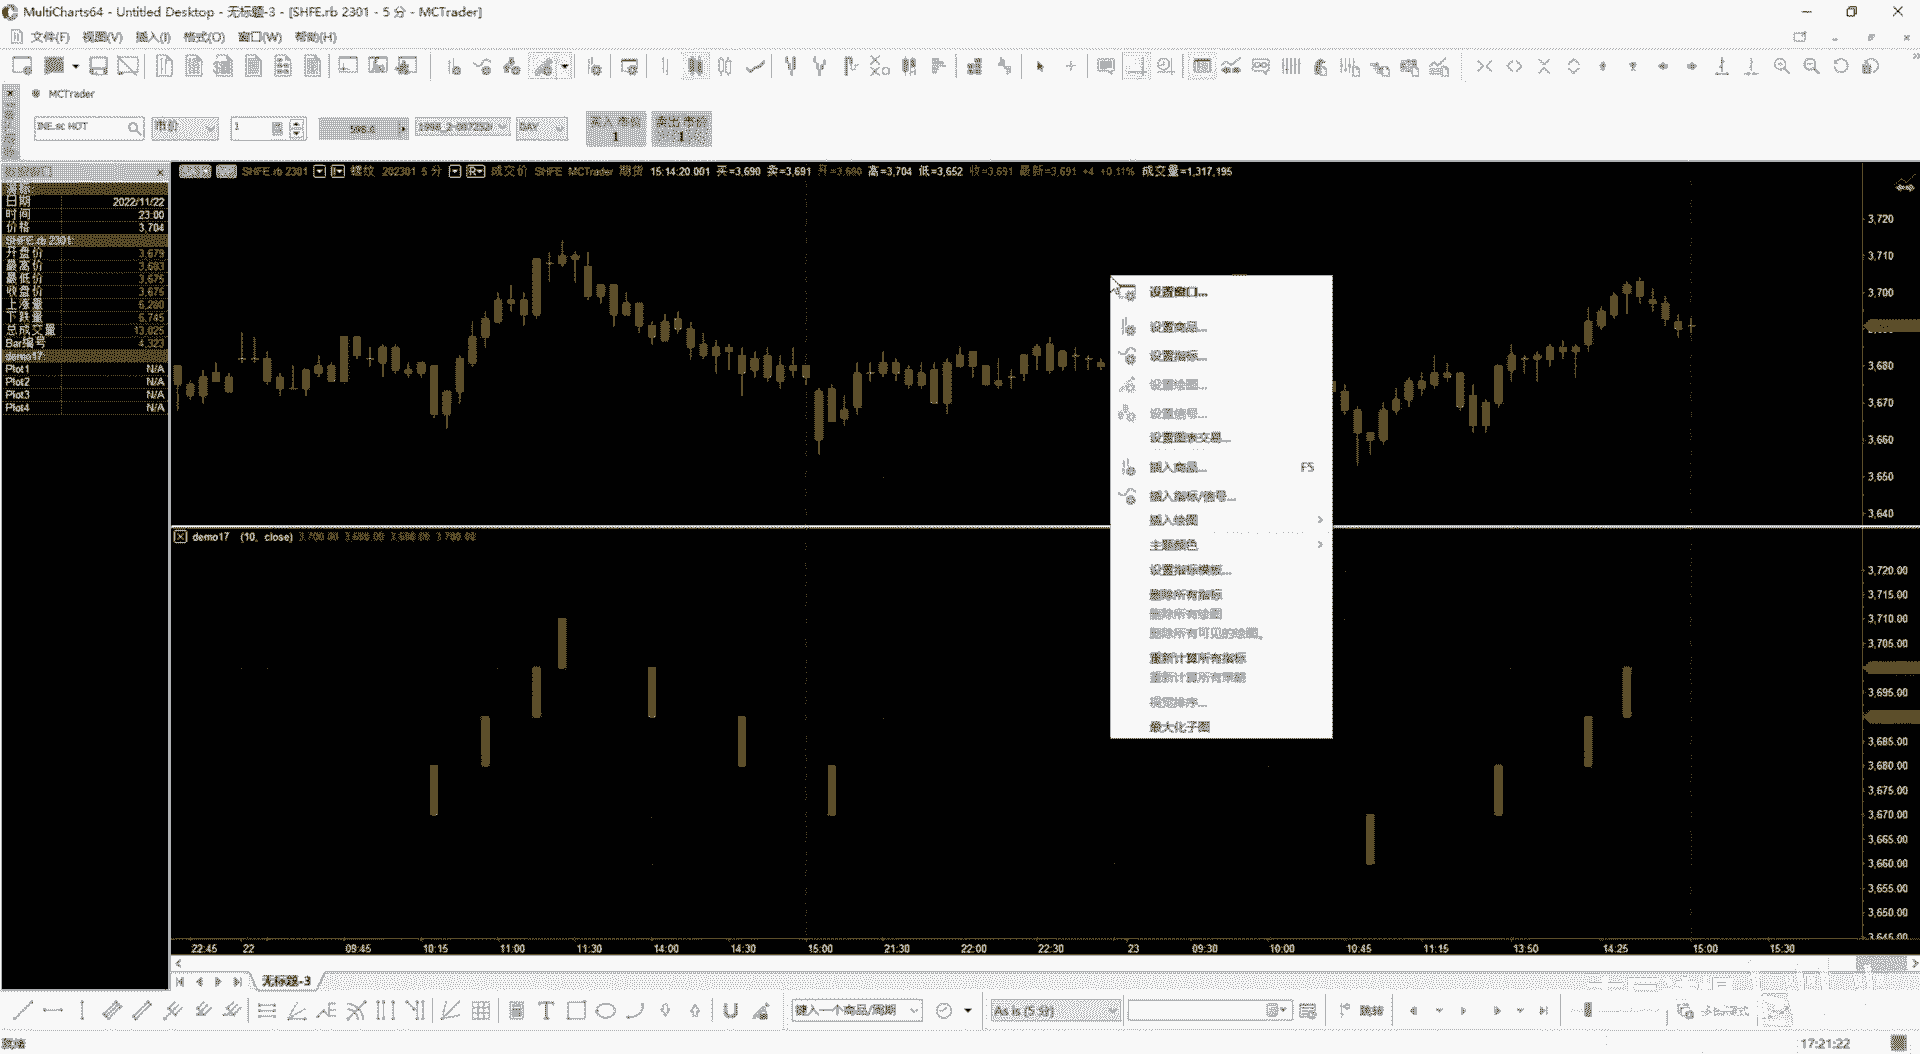 MultiCharts64 - Untitled Desktop - 无标题-3 - [SHFE.rb 2301 - 5 分 - MCTrader]
文件(F) 视图(V) 插入(I) 格式(O) 窗口(W) 帮助(H)
MCTrader
INE.sc HOT 市价 1 DAY 买入 市价 1 卖出 市价 1
SHFE.rb 2301 螺纹 202301 5 分 成交价 SHFE MCTrader 期货 15:14:20.001 买=3,690 卖=3,691 高=3,704 低=3,652 收=3,691 最新=3,691 +4 +0.11% 成交量=1,317,195
日期 2022/11/22
时间 23:00
价格 3,704
SHFE.rb 2301
开盘价 3,679
最高价 3,683
最低价 3,675
收盘价 3,675
上涨量 5,280
下跌量 5,745
总成交量 13,025
Bar编号 4,323
demo17
Plot1 N/A
Plot2 N/A
Plot3 N/A
Plot4 N/A
3,720
3,710
3,700
3,680
3,670
3,660
3,650
3,640
设置窗口...
设置商品...
设置指标...
设置绘图...
设置信号...
设置图表交易...
插入商品... F5
插入指标/信号...
插入绘图
主题颜色
设置指标模板...
删除所有指标
删除所有绘图
删除所有可见的绘图。
重新计算所有指标
重新计算所有策略
视觉排序...
最大化子图
demo17 (10, close) 3,700.00 3,690.00
3,720.00
3,715.00
3,710.00
3,705.00
3,695.00
3,685.00
3,680.00
3,675.00
3,670.00
3,665.00
3,660.00
3,655.00
3,650.00
3,645.00
22:45 22 09:45 10:15 11:00 11:30 14:00 14:30 15:00 21:30 22:00 22:30 23 09:30 10:00 10:45 11:15 13:50 14:25 15:00 15:30
无标题-3
键入一个商品/周期 As is (5 分) 跳转
就绪 17:21:22